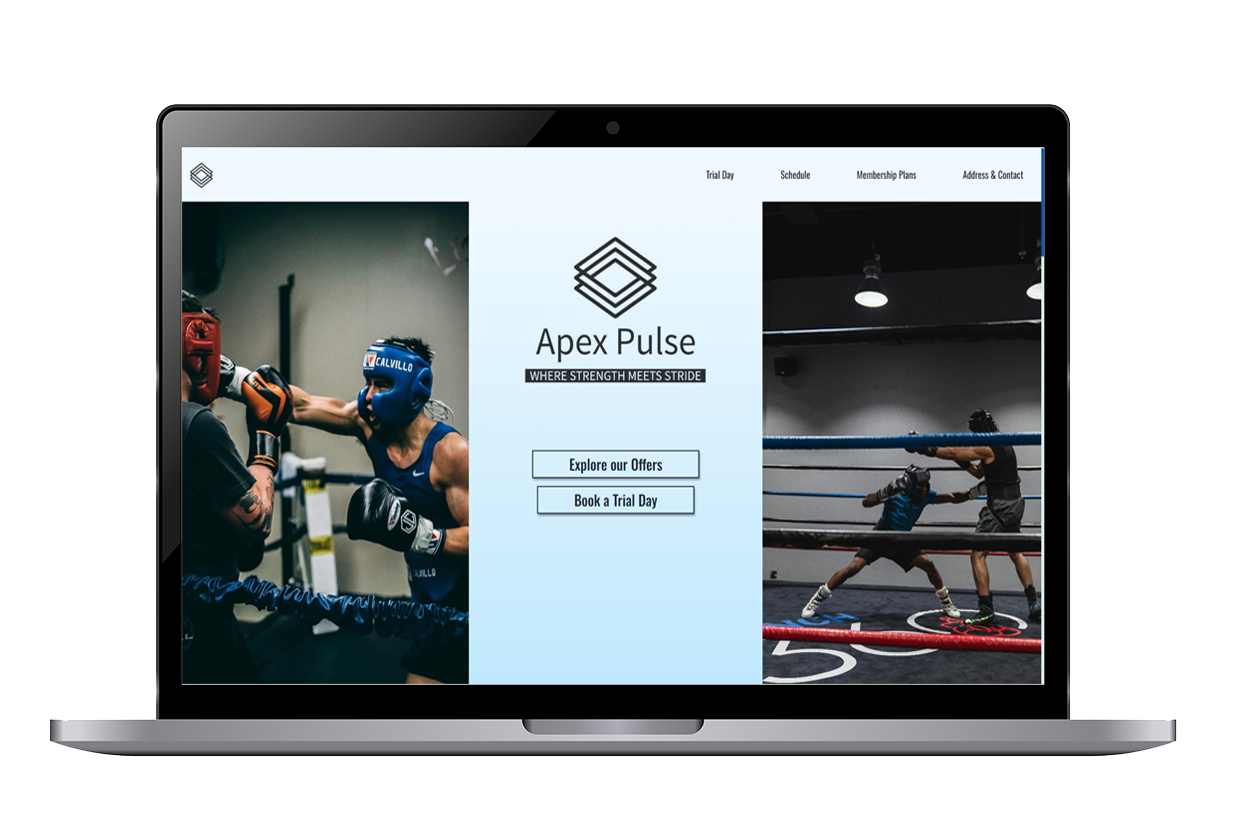 Trial Day
Schedule
Membership Plans
Address & Contact
CALVILLO
Apex Pulse
WHERE STRENGTH MEETS STRIDE
Explore our Offers
Book a Trial Day